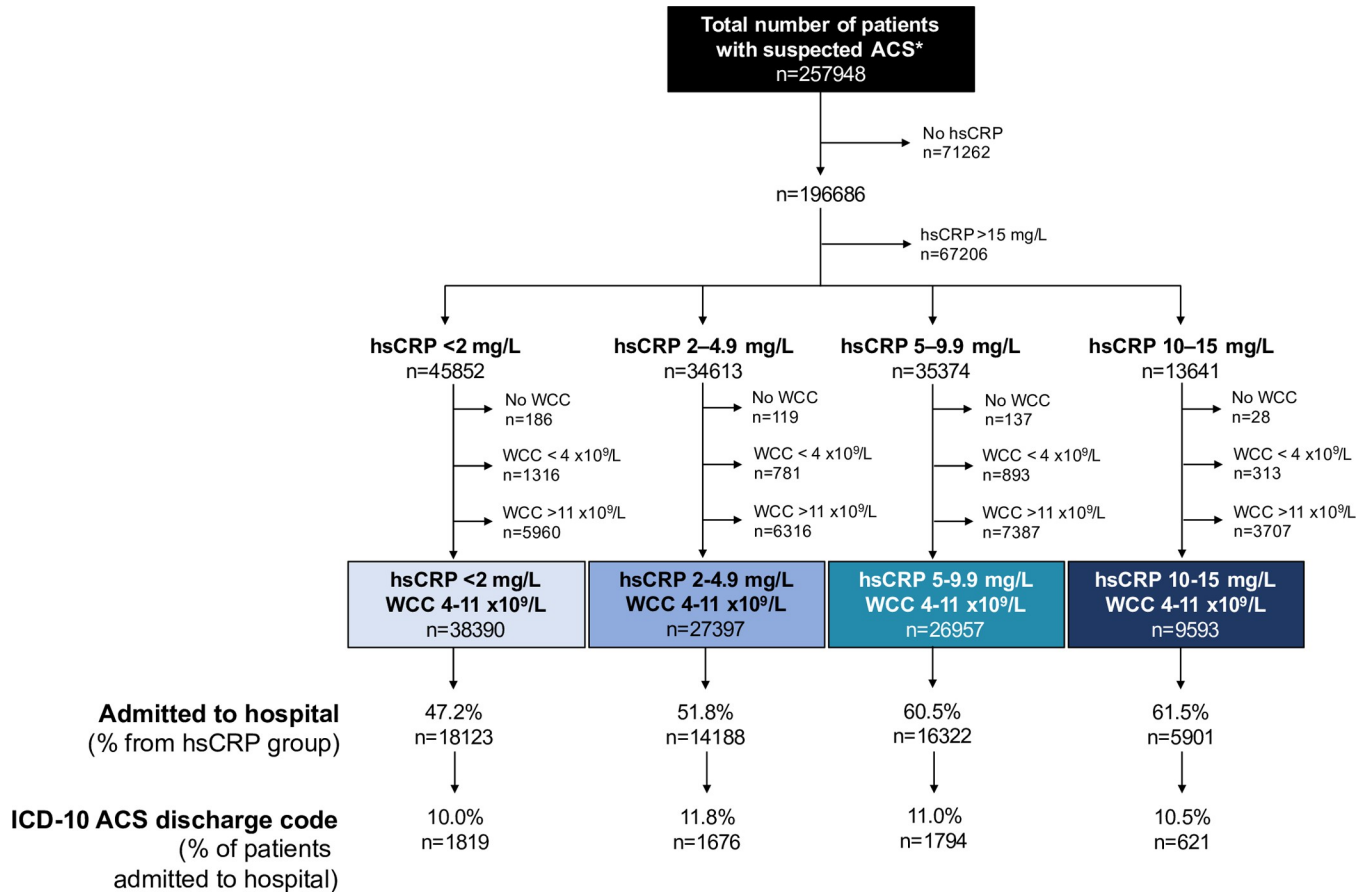 Total number of patients
with suspected ACS*
n=257948
No hsCRP
n=71262
n=196686
hsCRP >15 mg/L
n=67206
hsCRP <2 mg/L
n=45852
hsCRP 2–4.9 mg/L
n=34613
hsCRP 5–9.9 mg/L
n=35374
hsCRP 10–15 mg/L
n=13641
No WCC
n=186
No WCC
n=119
No WCC
n=137
No WCC
n=28
WCC < 4 x10⁹/L
n=1316
WCC < 4 x10⁹/L
n=781
WCC < 4 x10⁹/L
n=893
WCC < 4 x10⁹/L
n=313
WCC >11 x10⁹/L
n=5960
WCC >11 x10⁹/L
n=6316
WCC >11 x10⁹/L
n=7387
WCC >11 x10⁹/L
n=3707
hsCRP <2 mg/L
WCC 4-11 x10⁹/L
n=38390
hsCRP 2-4.9 mg/L
WCC 4-11 x10⁹/L
n=27397
hsCRP 5-9.9 mg/L
WCC 4-11 x10⁹/L
n=26957
hsCRP 10-15 mg/L
WCC 4-11 x10⁹/L
n=9593
Admitted to hospital
(% from hsCRP group)
47.2%
n=18123
51.8%
n=14188
60.5%
n=16322
61.5%
n=5901
ICD-10 ACS discharge code
(% of patients
admitted to hospital)
10.0%
n=1819
11.8%
n=1676
11.0%
n=1794
10.5%
n=621